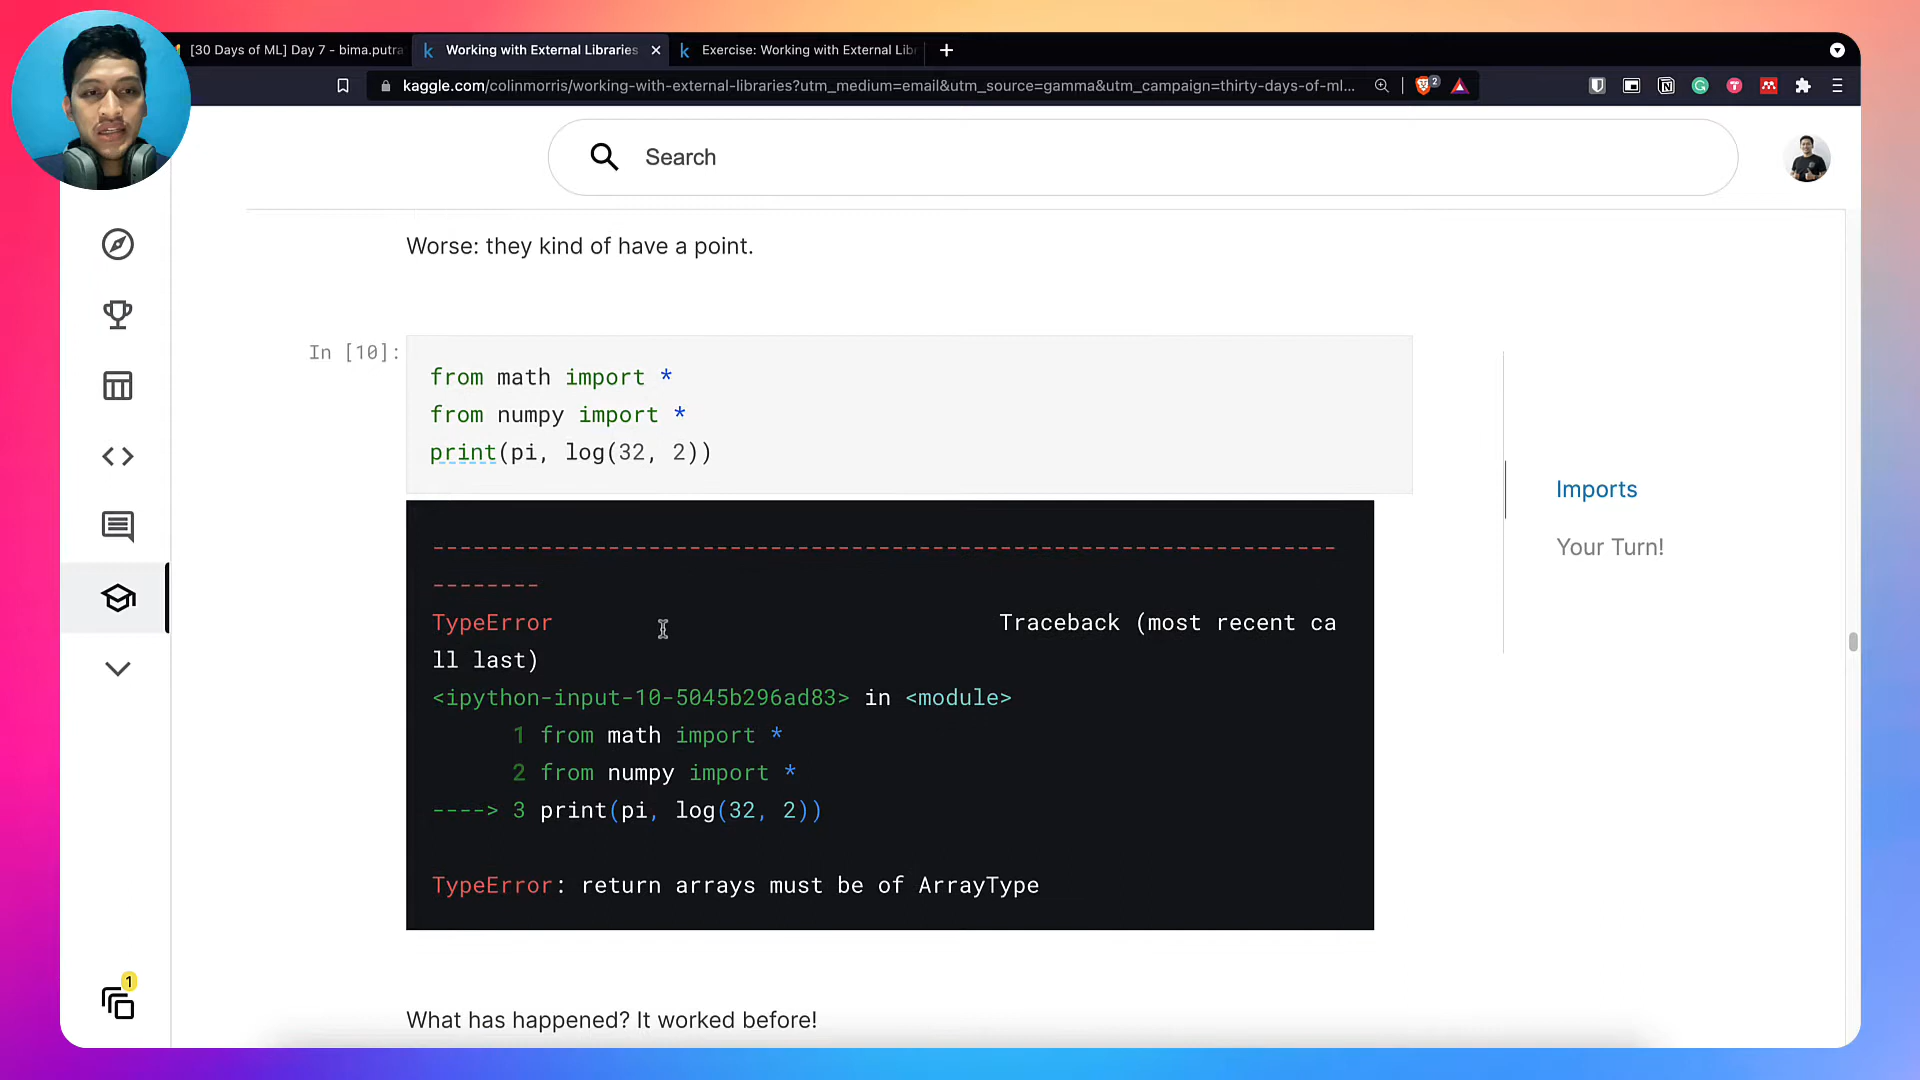 [30 Days of ML] Day 7 - bima.putra
Working with External Libraries
Exercise: Working with External Lib
kaggle.com/colinmorris/working-with-external-libraries?utm_medium=email&utm_source=gamma&utm_campaign=thirty-days-of-ml...
2
Search
Worse: they kind of have a point.
In [10]:
from math import *
from numpy import *
print(pi, log(32, 2))
--------------------------------------------------------------------
--------
TypeError Traceback (most recent ca
ll last)
<ipython-input-10-5045b296ad83> in <module>
1 from math import *
2 from numpy import *
----> 3 print(pi, log(32, 2))
TypeError: return arrays must be of ArrayType
What has happened? It worked before!
Imports
Your Turn!
1